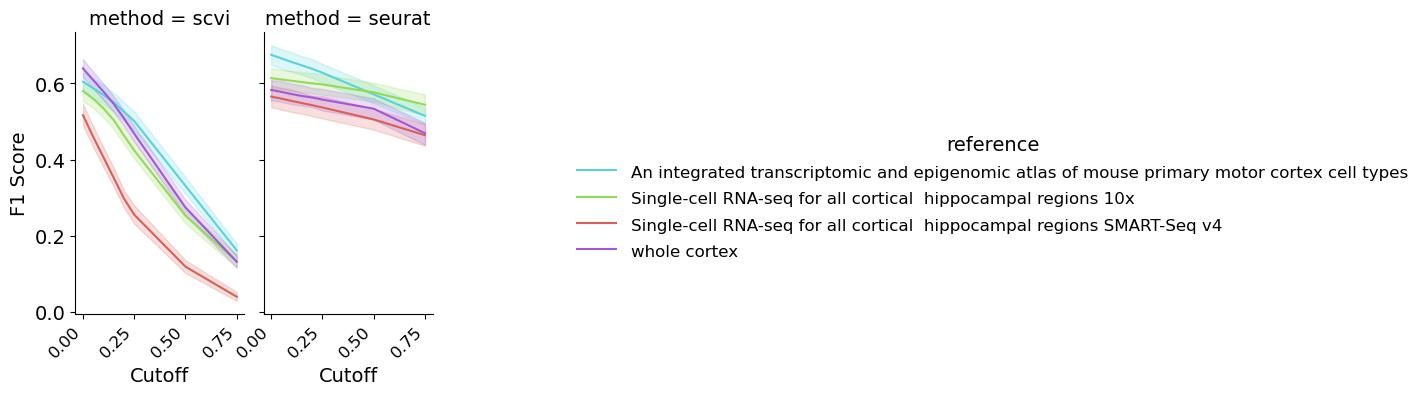 method = scvi
method = seurat
F1 Score
0.6
0.4
0.2
0.0
0.00
0.25
0.50
0.75
0.00
0.25
0.50
0.75
Cutoff
Cutoff
reference
An integrated transcriptomic and epigenomic atlas of mouse primary motor cortex cell types
Single-cell RNA-seq for all cortical  hippocampal regions 10x
Single-cell RNA-seq for all cortical  hippocampal regions SMART-Seq v4
whole cortex